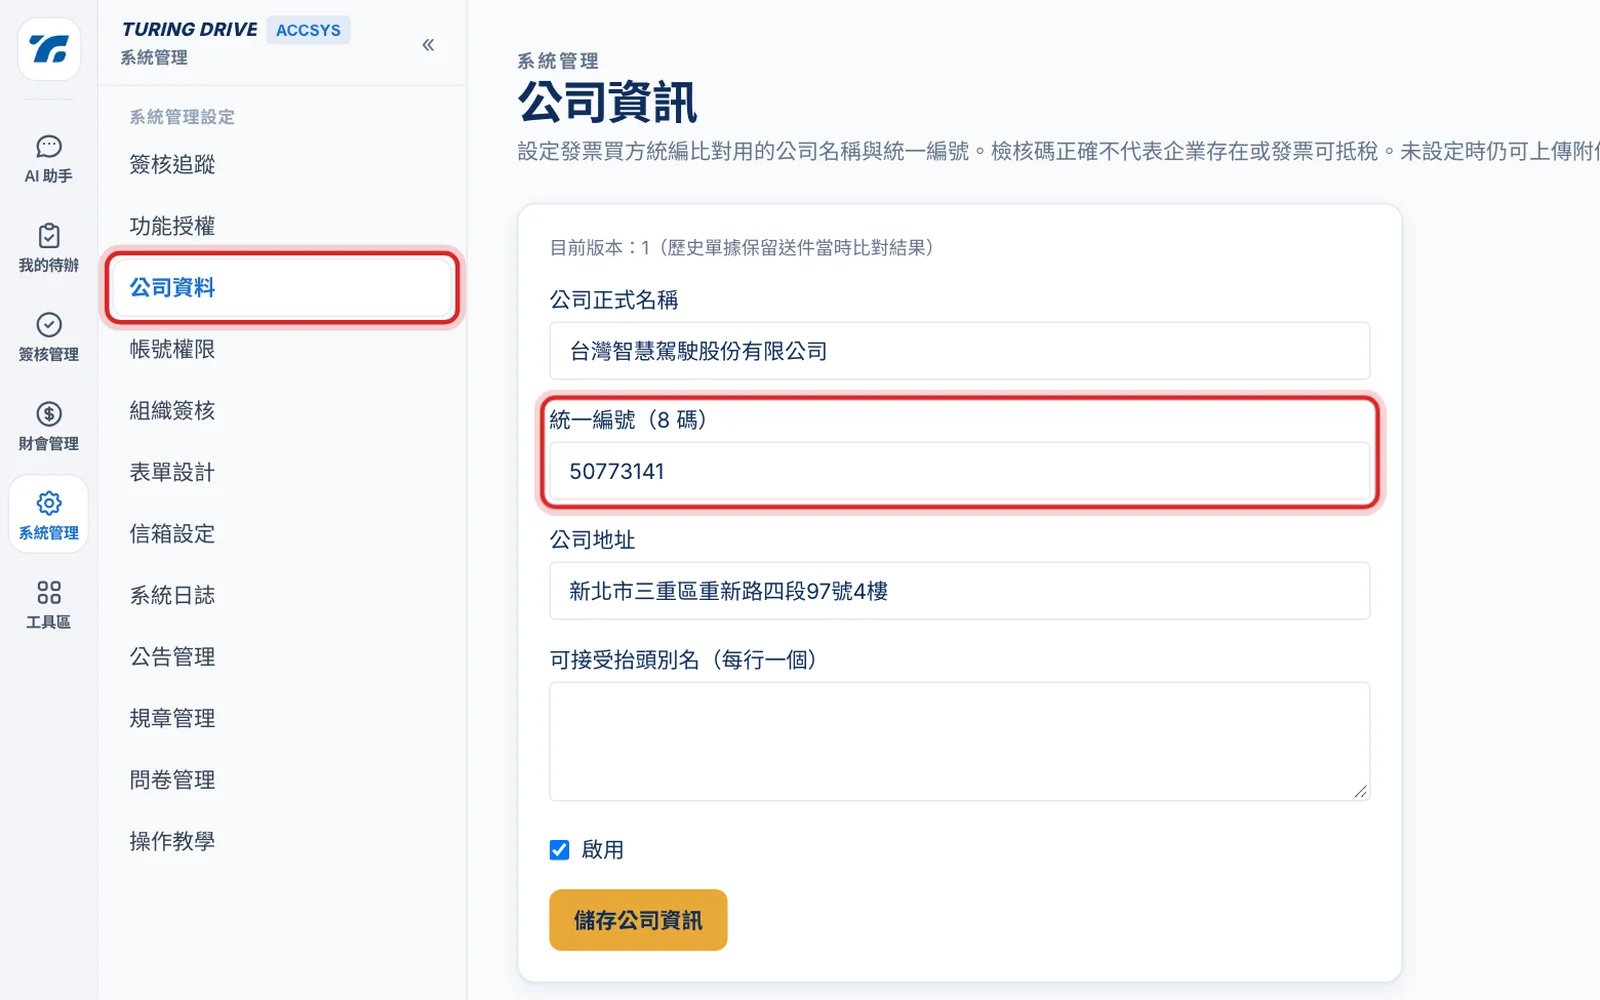 TURING DRIVE ACCSYS
系統管理
系統管理設定
簽核追蹤
功能授權
公司資料
帳號權限
組織簽核
表單設計
信箱設定
系統日誌
公告管理
規章管理
問卷管理
操作教學
AI 助手
我的待辦
簽核管理
財會管理
系統管理
工具區
系統管理
公司資訊
設定發票買方統編比對用的公司名稱與統一編號。檢核碼正確不代表企業存在或發票可抵稅。未設定時仍可上傳附
目前版本：1（歷史單據保留送件當時比對結果）
公司正式名稱
台灣智慧駕駛股份有限公司
統一編號（8 碼）
50773141
公司地址
新北市三重區重新路四段97號4樓
可接受抬頭別名（每行一個）
啟用
儲存公司資訊